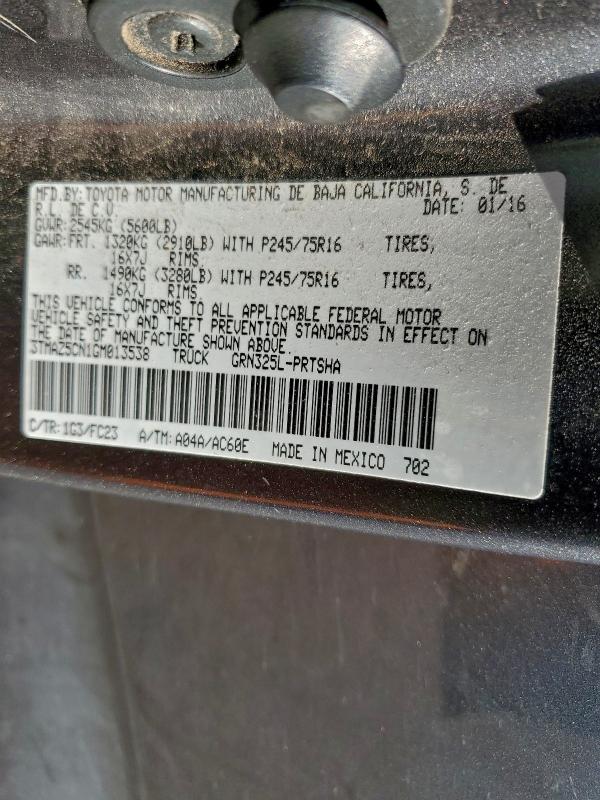 MFD.BY:TOYOTA MOTOR MANUFACTURING DE BAJA CALIFORNIA, S. DE
R.L. DE C.V. DATE: 01/16
GVWR:2545KG (5600LB)
GAWR:FRT. 1320KG (2910LB) WITH P245/75R16 TIRES,
16X7J RIMS.
RR. 1490KG (3280LB) WITH P245/75R16 TIRES,
16X7J RIMS.
THIS VEHICLE CONFORMS TO ALL APPLICABLE FEDERAL MOTOR
VEHICLE SAFETY AND THEFT PREVENTION STANDARDS IN EFFECT ON
THE DATE OF MANUFACTURE SHOWN ABOVE.
3TMAZ5CN1GM013538 TRUCK GRN325L-PRTSHA
C/TR:1G3/FC23 A/TM:A04A/AC60E MADE IN MEXICO 702